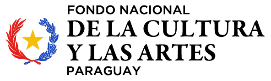 FONDO NACIONAL
DE LA CULTURA
Y LAS ARTES
PARAGUAY